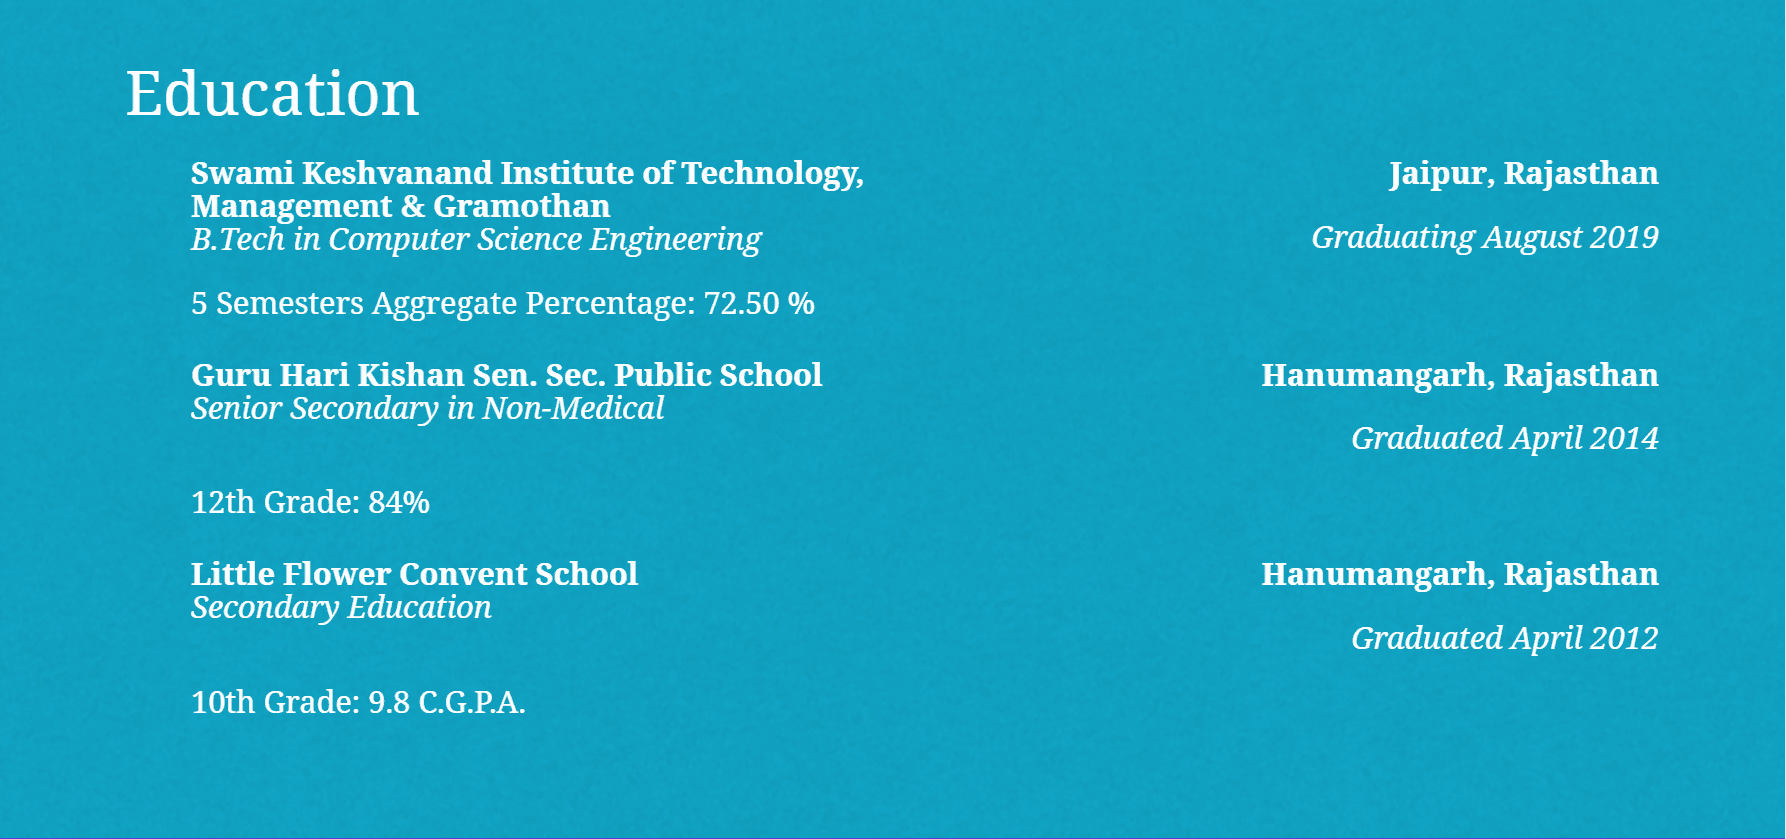 Education
Swami Keshvanand Institute of Technology,
Management & Gramothan
B.Tech in Computer Science Engineering
Jaipur, Rajasthan
Graduating August 2019
5 Semesters Aggregate Percentage: 72.50 %
Guru Hari Kishan Sen. Sec. Public School
Senior Secondary in Non-Medical
Hanumangarh, Rajasthan
Graduated April 2014
12th Grade: 84%
Little Flower Convent School
Secondary Education
Hanumangarh, Rajasthan
Graduated April 2012
10th Grade: 9.8 C.G.P.A.